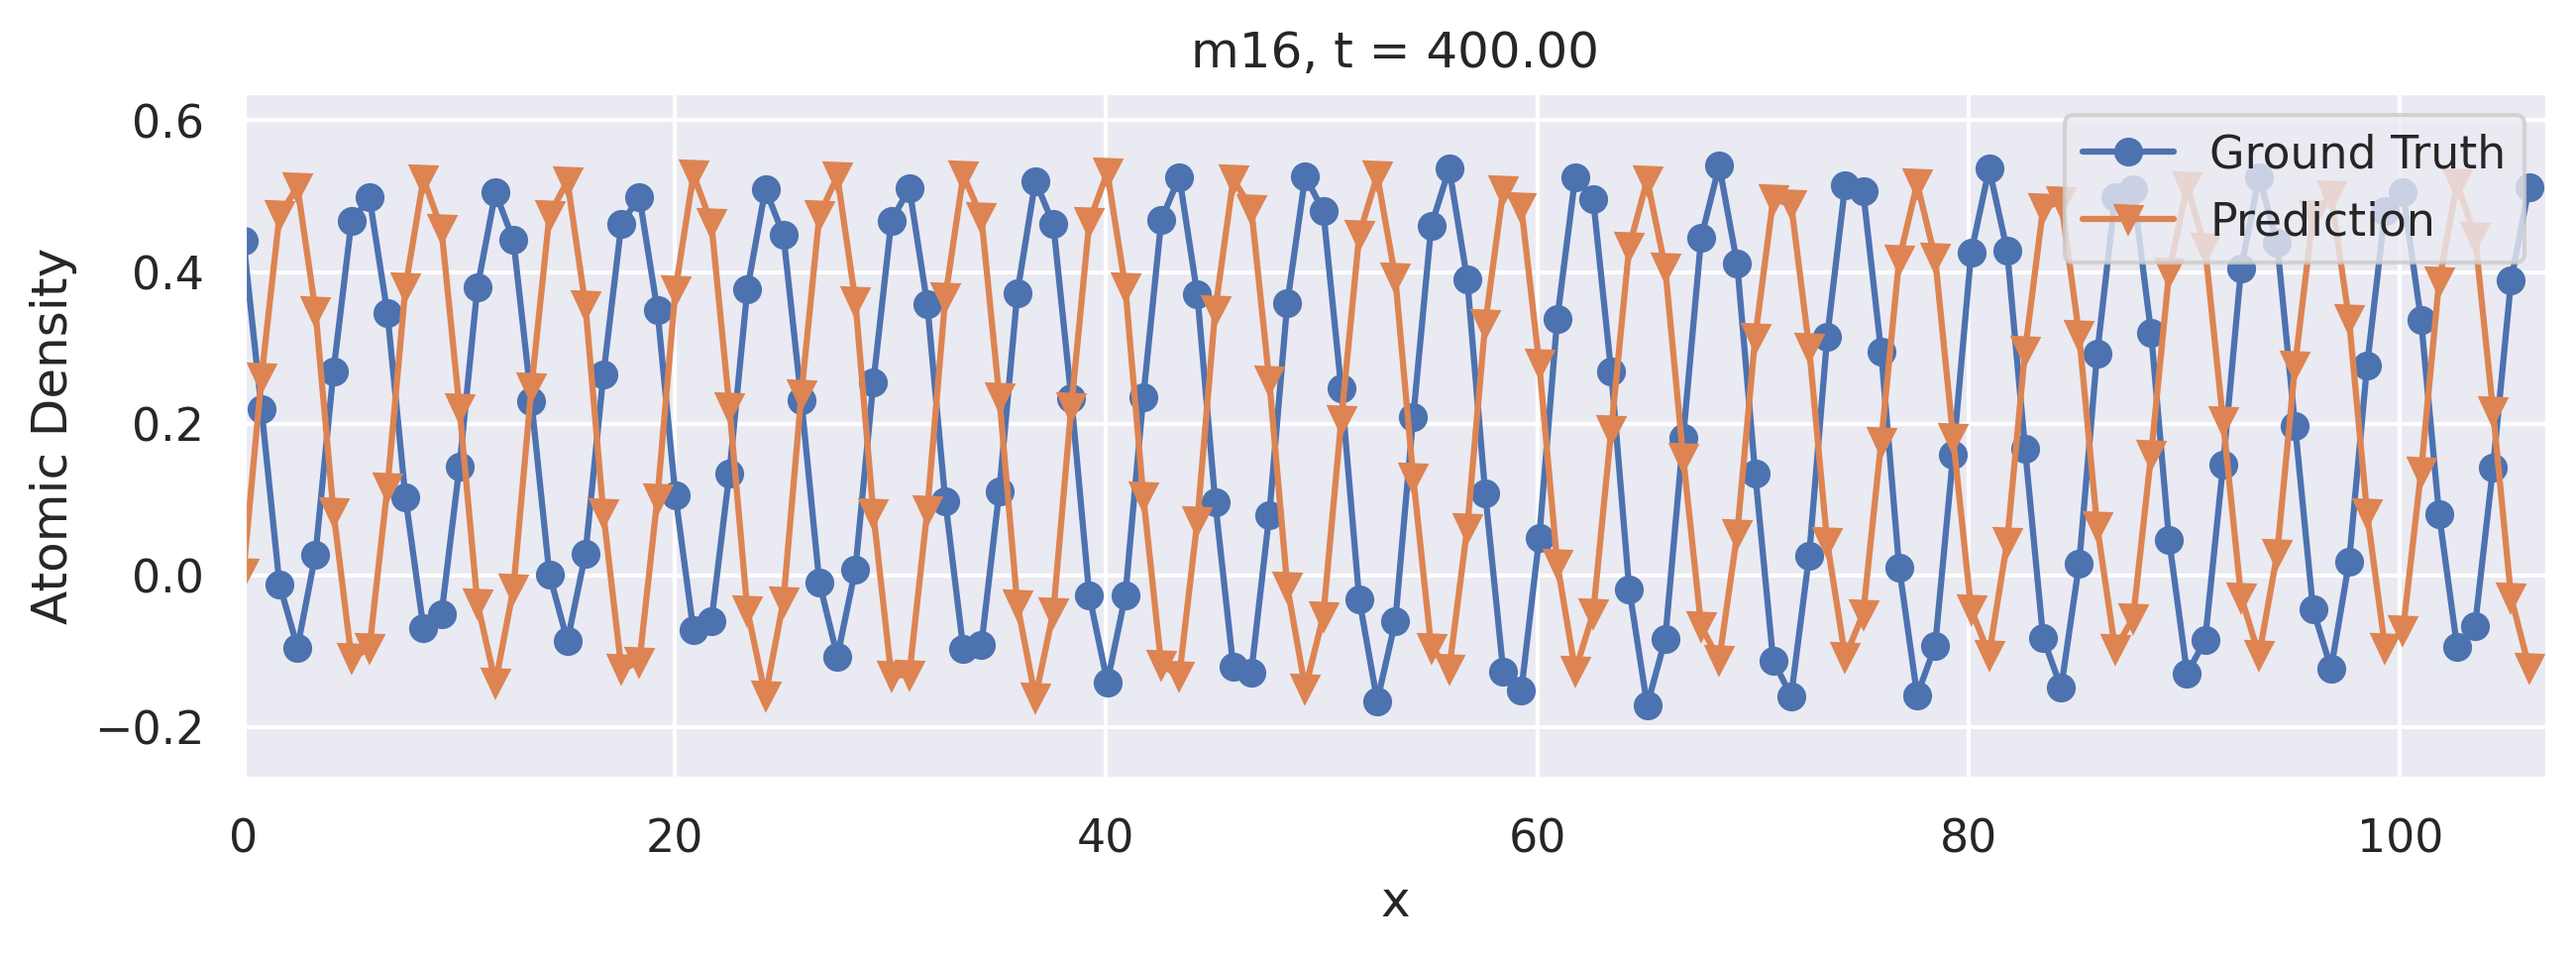 m16, t = 400.00
0.6
0.4
0.2
0.0
−0.2
Atomic Density
Ground Truth
Prediction
0 20 40 60 80 100
x